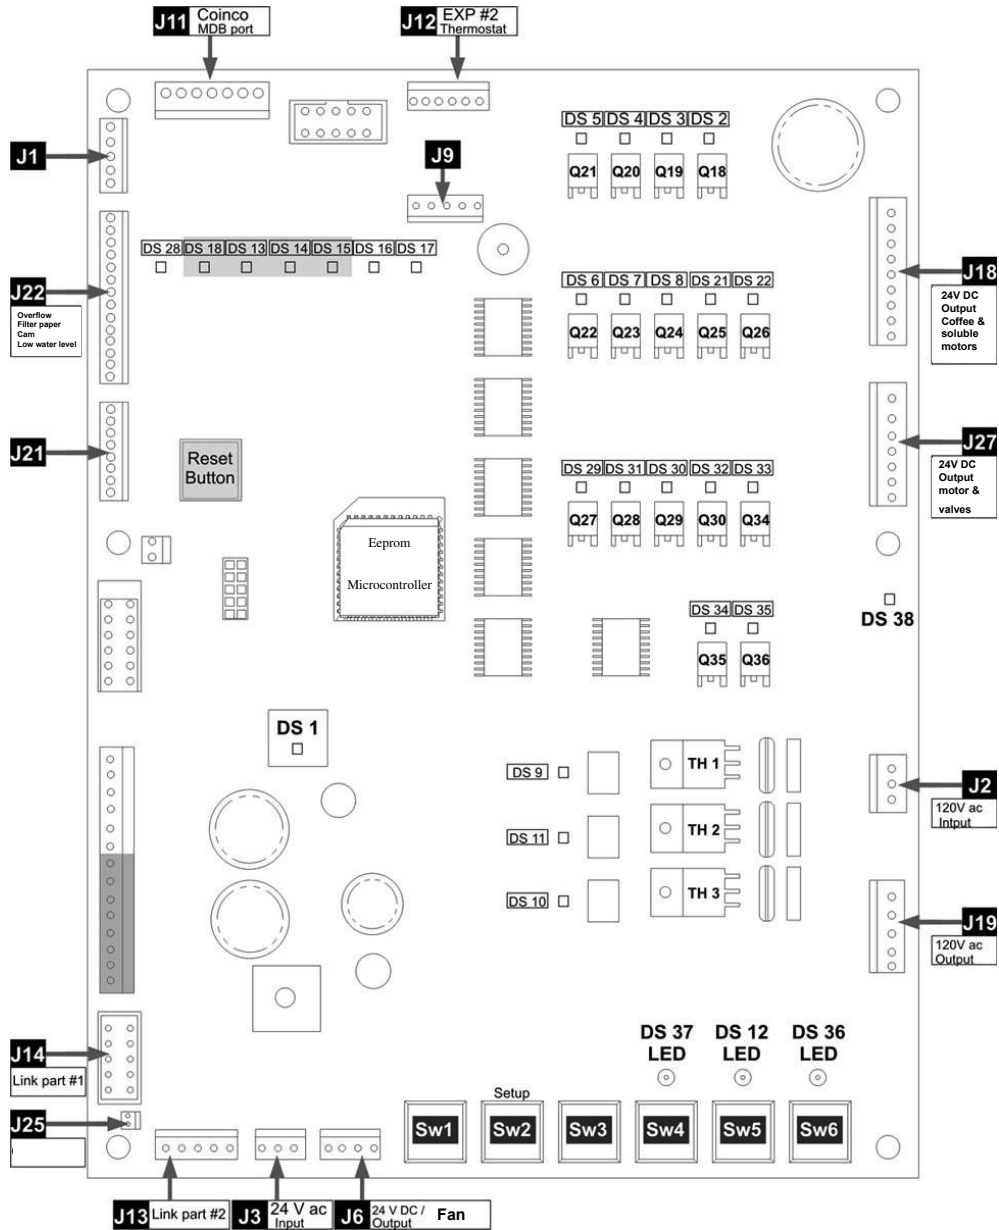 J11 Coinco
MDB port
J12 EXP #2
Thermostat
J1
J9
DS 5 DS 4 DS 3 DS 2
Q21 Q20 Q19 Q18
DS 28 DS 18 DS 13 DS 14 DS 15 DS 16 DS 17
J22
Overflow
Filter paper
Cam
Low water level
J18
24V DC
Output
Coffee &
soluble
motors
DS 6 DS 7 DS 8 DS 21 DS 22
Q22 Q23 Q24 Q25 Q26
J21
Reset
Button
J27
24V DC
Output
motor &
valves
DS 29 DS 31 DS 30 DS 32 DS 33
Q27 Q28 Q29 Q30 Q34
Eeprom
Microcontroller
DS 38
DS 34 DS 35
Q35 Q36
DS 1
DS 9
TH 1
J2
120V ac
Intput
DS 11
TH 2
DS 10
TH 3
J19
120V ac
Output
DS 37 DS 12 DS 36
LED LED LED
J14
Link part #1
J25
Setup
Sw1 Sw2 Sw3 Sw4 Sw5 Sw6
J13 Link part #2
J3 24 V ac
Input
J6 24 V DC /
Output Fan